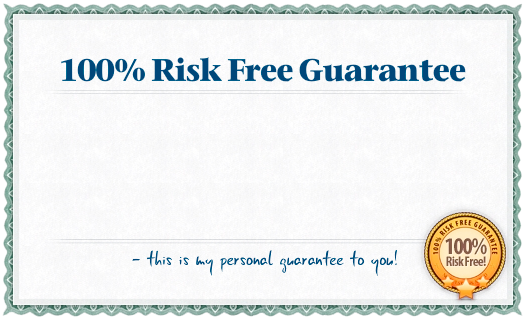 100% Risk Free Guarantee
- this is my personal guarantee to you!
100% RISK FREE GUARANTEE
100%
Risk Free!